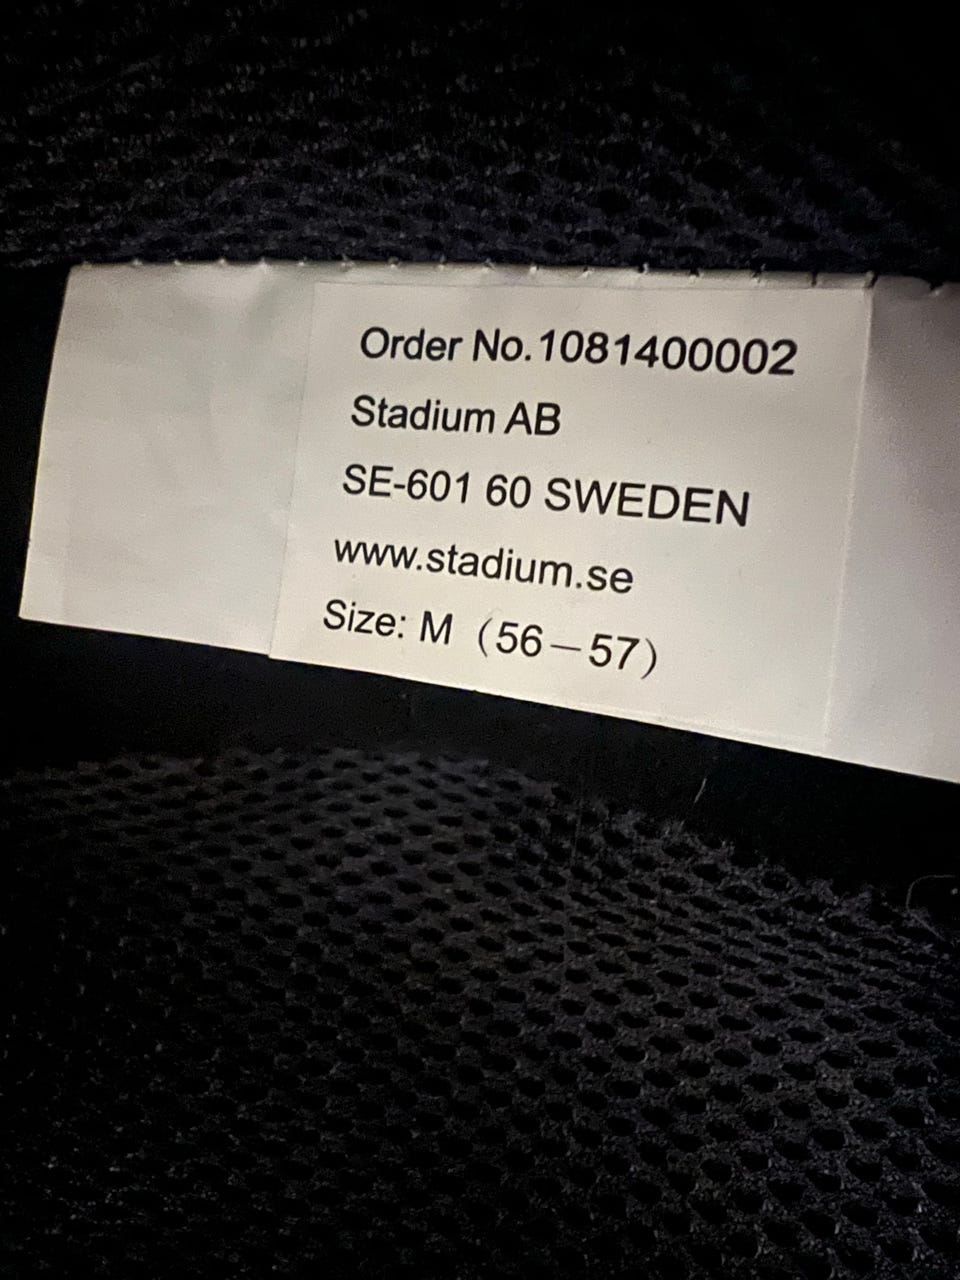 Order No.1081400002
Stadium AB
SE-601 60 SWEDEN
www.stadium.se
Size: M (56–57)